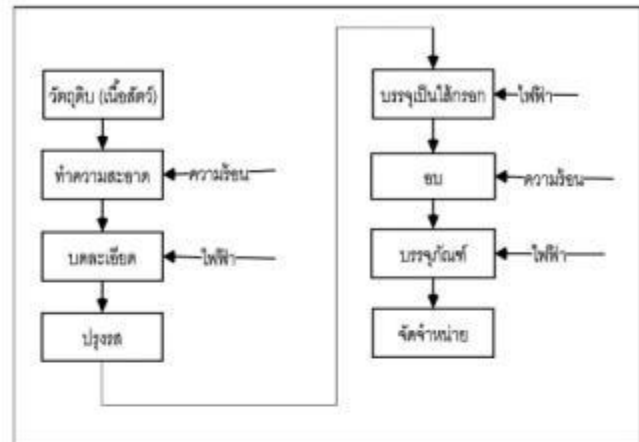 วัตถุดิบ (เนื้อสัตว์)
ทำความสะอาด
ความร้อน
บดละเอียด
ไฟฟ้า
ปรุงรส
บรรจุเป็นไส้กรอก
ไฟฟ้า
อบ
ความร้อน
บรรจุภัณฑ์
ไฟฟ้า
จัดจำหน่าย